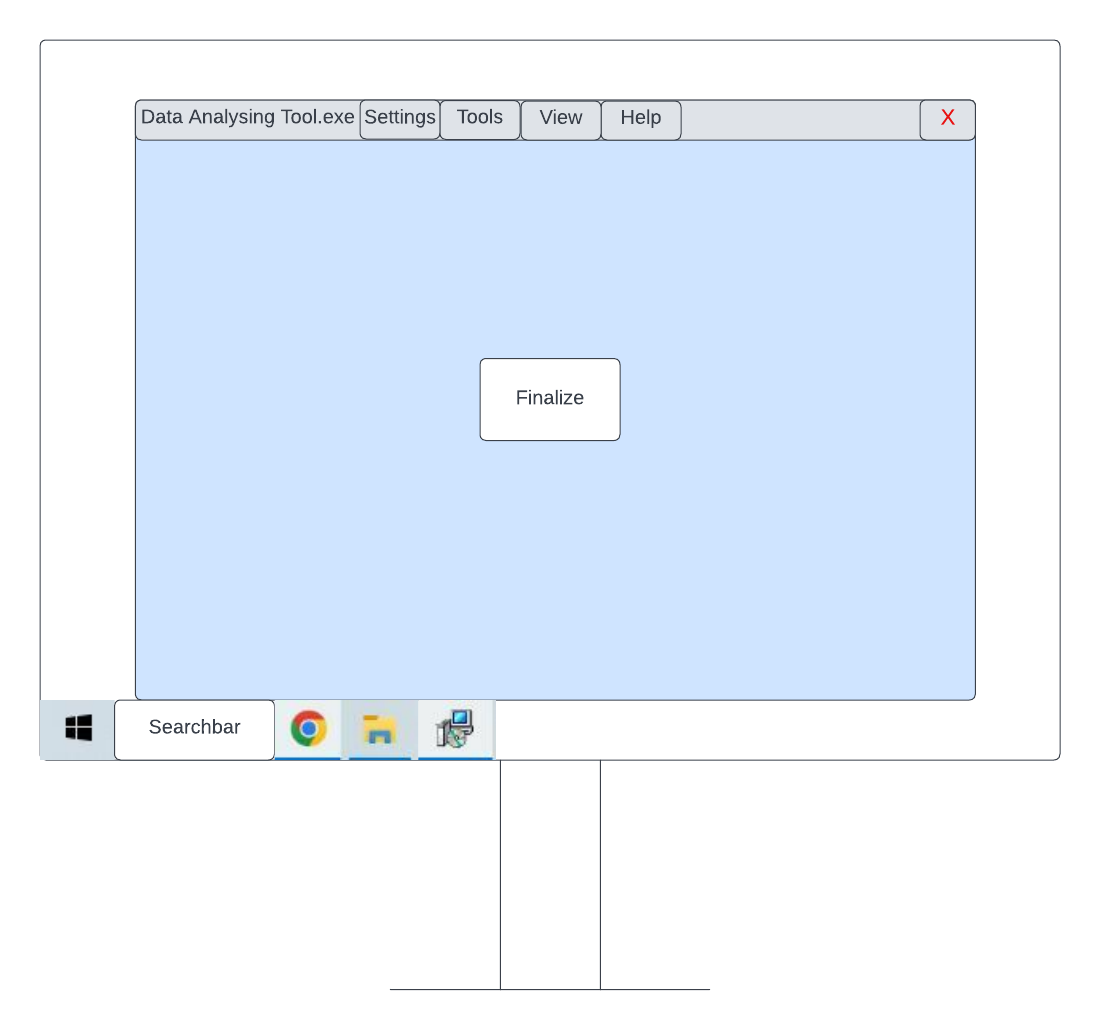 Data Analysing Tool.exe Settings Tools View Help X
Finalize
Searchbar